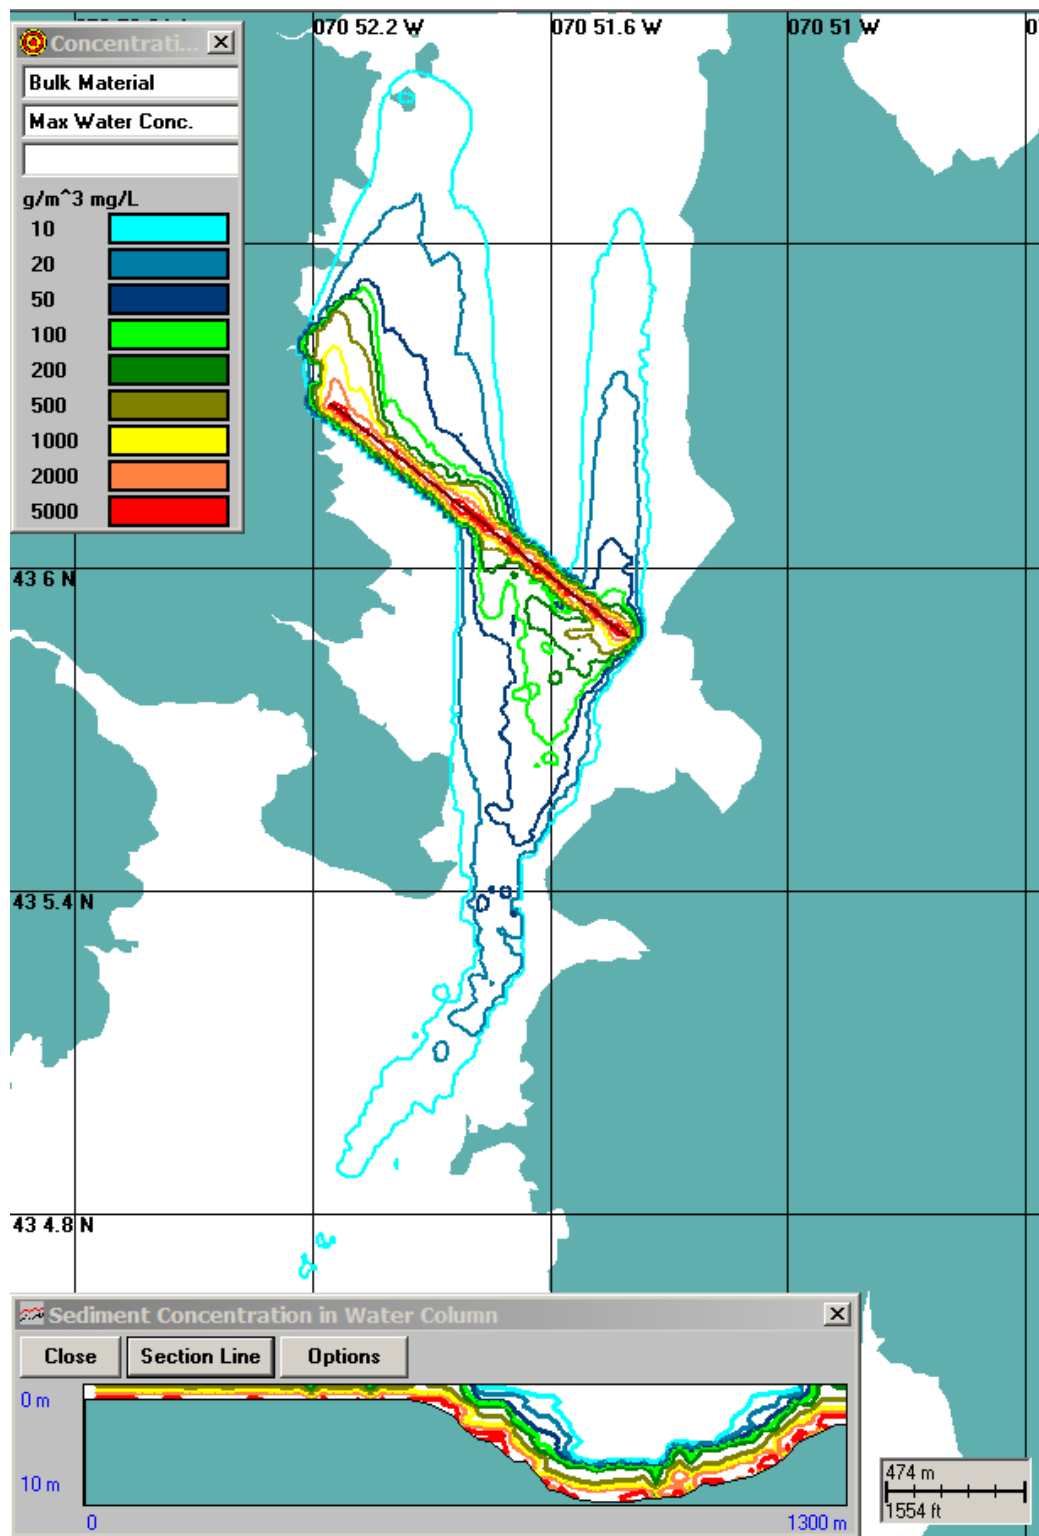 070 52.2 W
070 51.6 W
070 51 W
Concentrati...
Bulk Material
Max Water Conc.
g/m^3 mg/L
10
20
50
100
200
500
1000
2000
5000
43 6 N
43 5.4 N
43 4.8 N
Sediment Concentration in Water Column
Close
Section Line
Options
0 m
10 m
0
1300 m
474 m
1554 ft